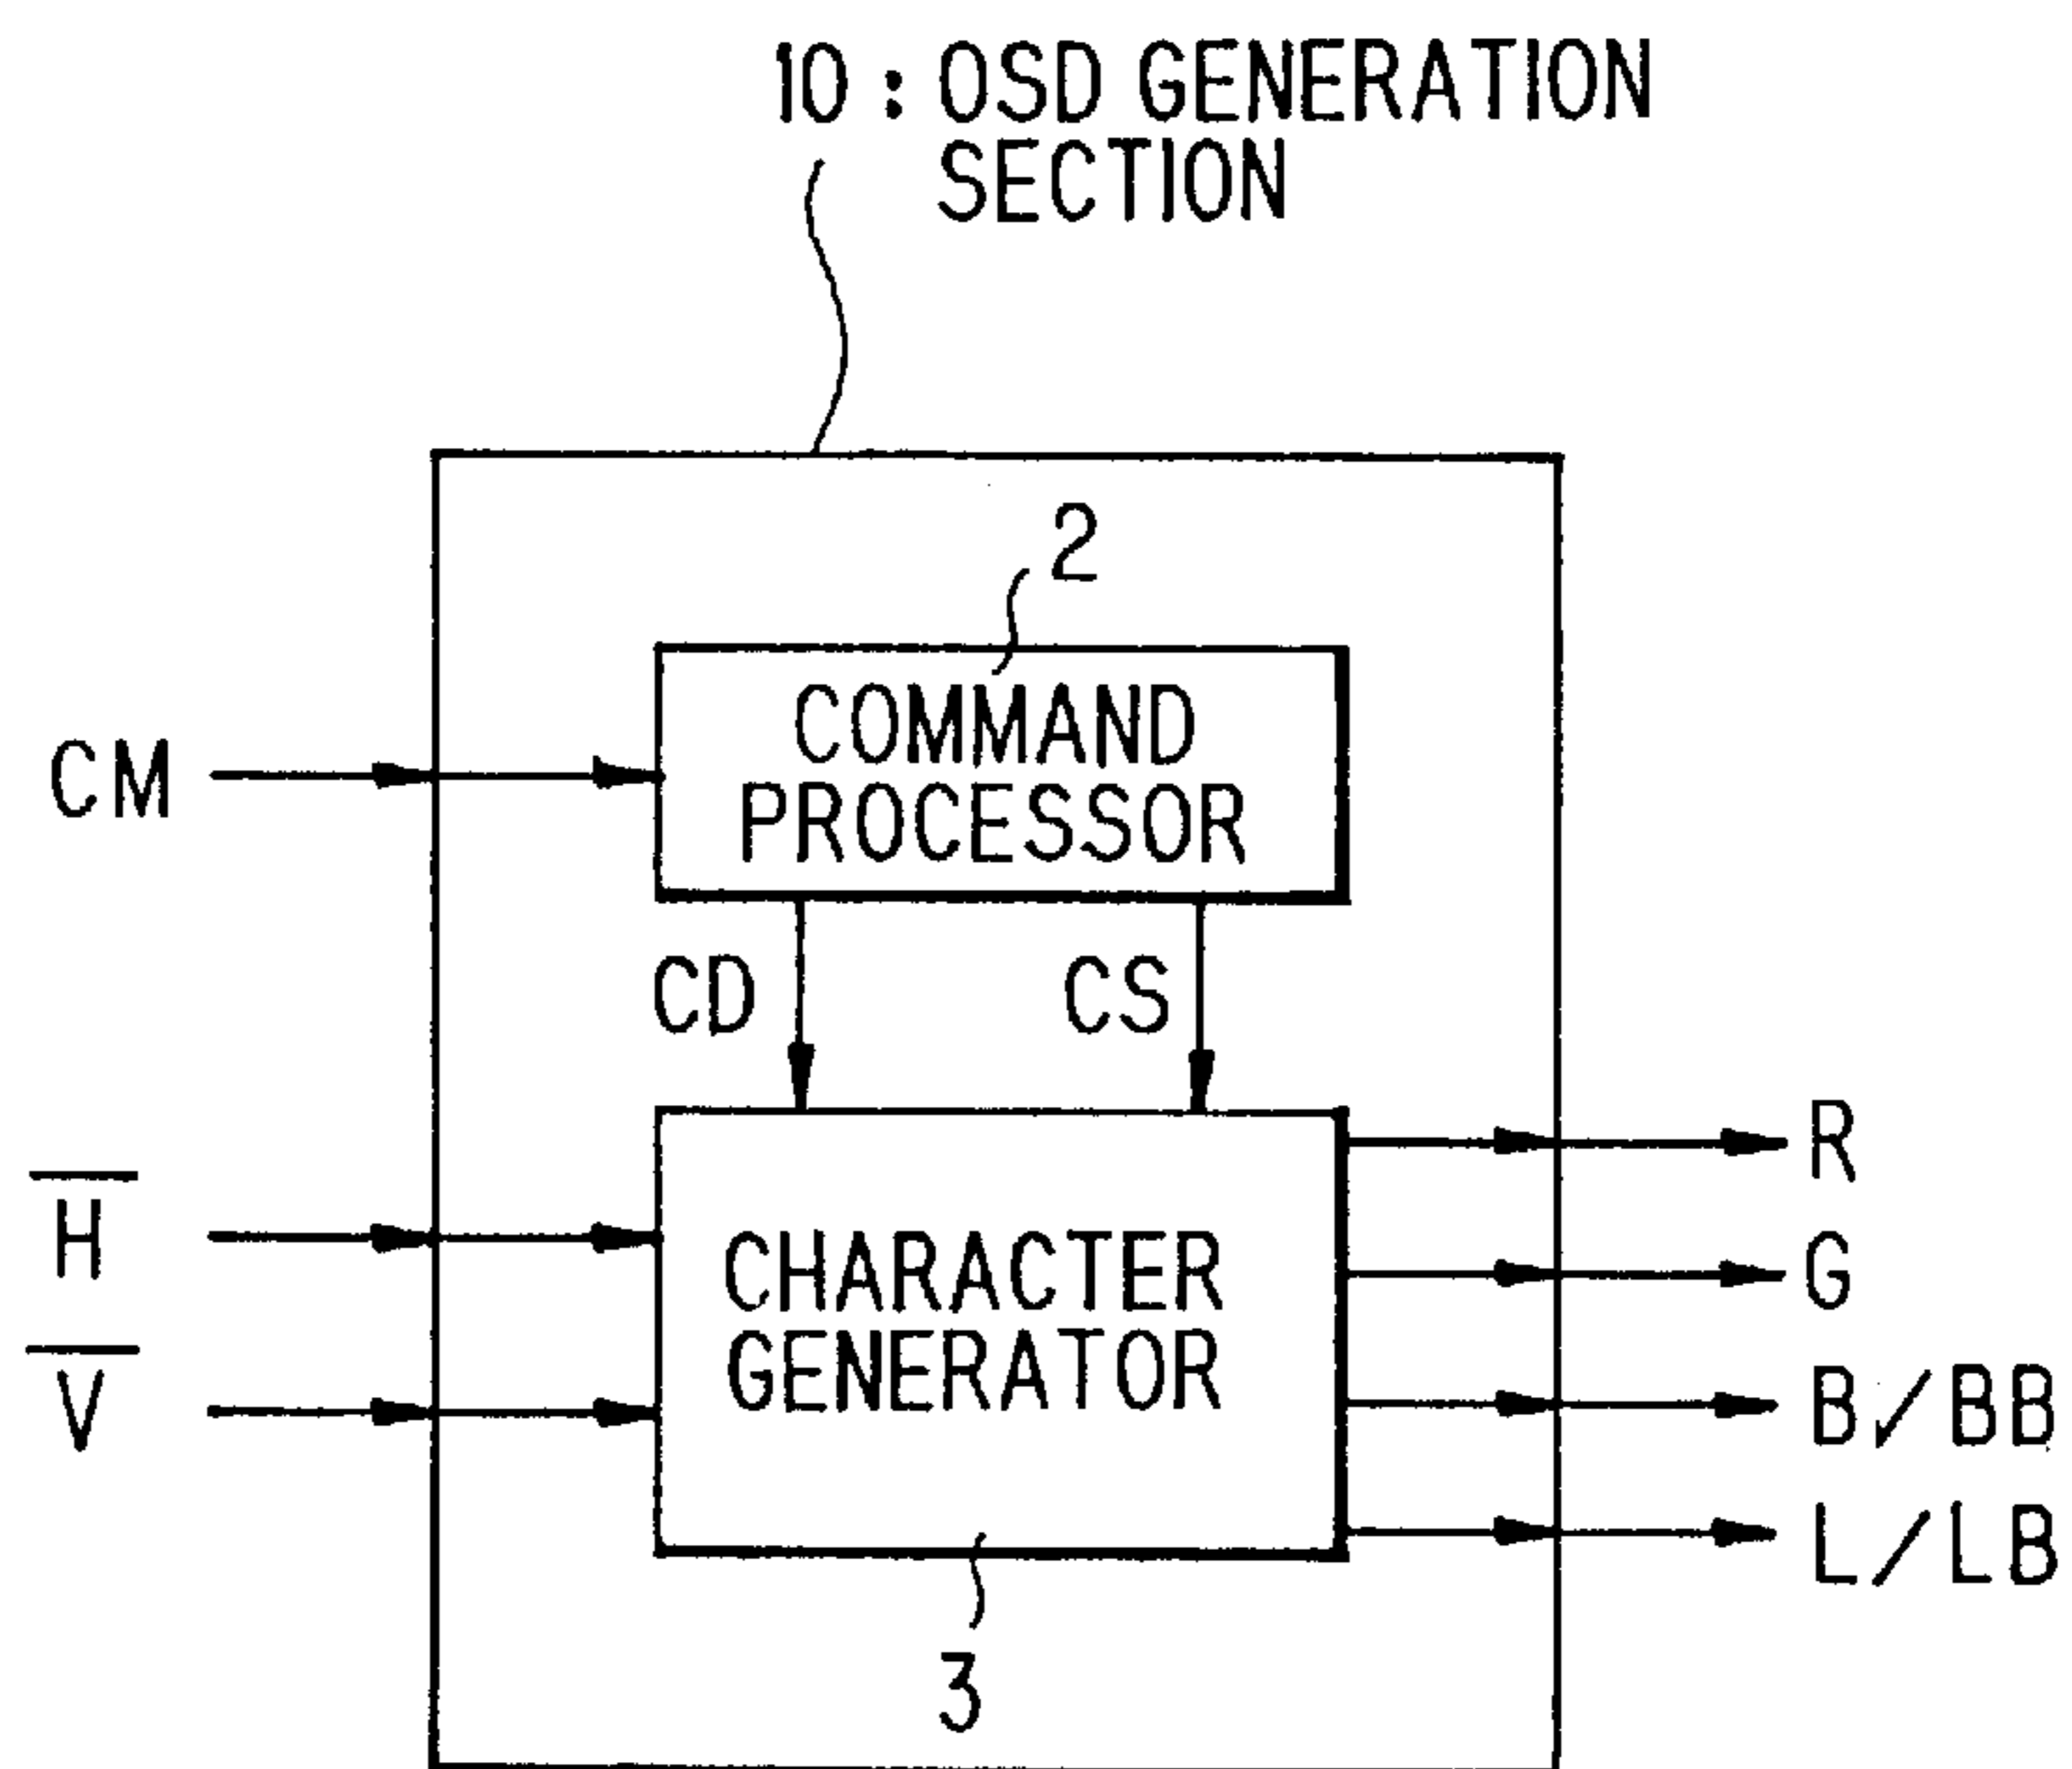 10 : OSD GENERATION
SECTION
2
COMMAND
PROCESSOR
CM
CD
CS
H̅
V̅
CHARACTER
GENERATOR
R
G
B/BB
L/LB
3